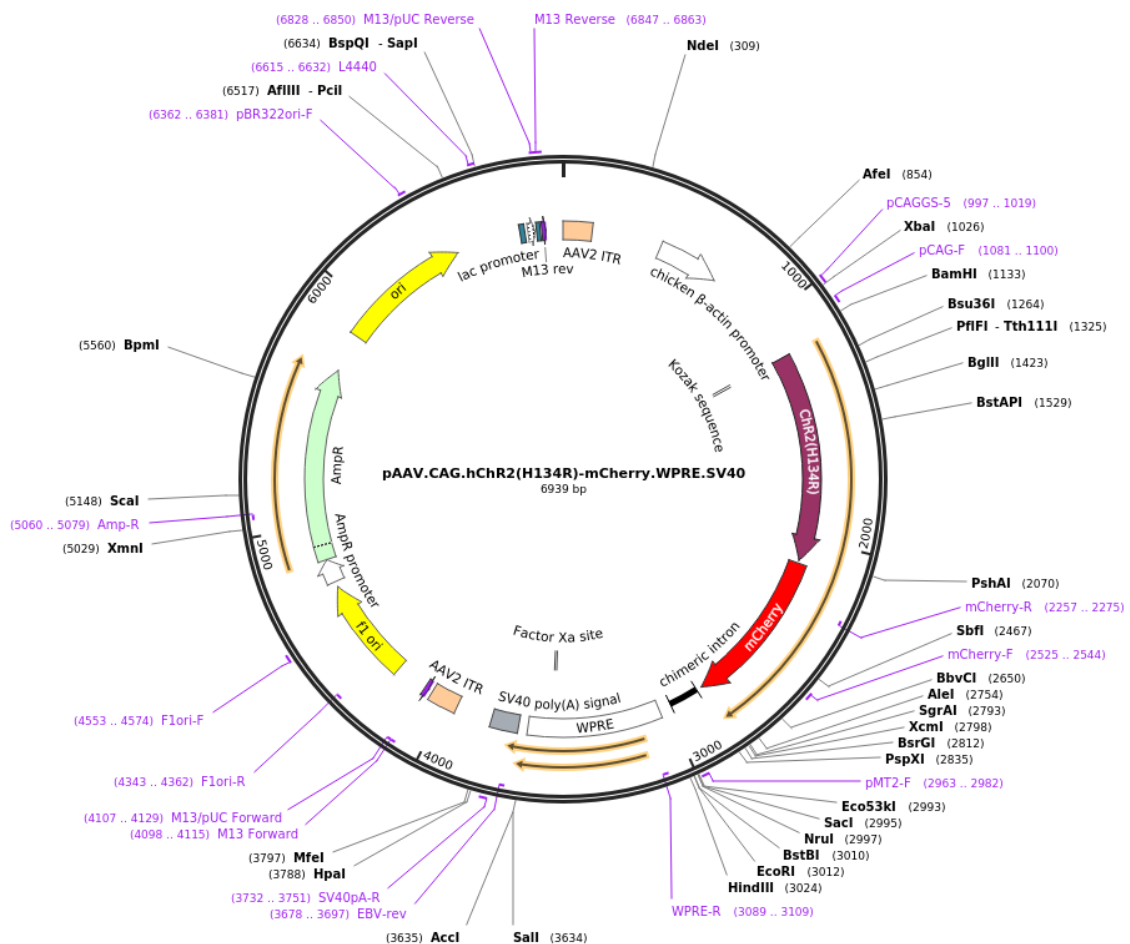 (6828 .. 6850) M13/pUC Reverse
M13 Reverse (6847 .. 6863)
(6634) BspQI - SapI
NdeI (309)
(6615 .. 6632) L4440
(6517) AflIII - PciI
(6362 .. 6381) pBR322ori-F
AfeI (854)
pCAGGS-5 (997 .. 1019)
XbaI (1026)
pCAG-F (1081 .. 1100)
BamHI (1133)
Bsu36I (1264)
PflFI - Tth111I (1325)
BglII (1423)
BstAPI (1529)
PshAI (2070)
mCherry-R (2257 .. 2275)
SbfI (2467)
mCherry-F (2525 .. 2544)
BbvCI (2650)
AleI (2754)
SgrAI (2793)
XcmI (2798)
BsrGI (2812)
PspXI (2835)
pMT2-F (2963 .. 2982)
Eco53kI (2993)
SacI (2995)
NruI (2997)
BstBI (3010)
EcoRI (3012)
HindIII (3024)
WPRE-R (3089 .. 3109)
SalI (3634)
(3635) AccI
(3678 .. 3697) EBV-rev
(3732 .. 3751) SV40pA-R
(3788) HpaI
(3797) MfeI
(4098 .. 4115) M13 Forward
(4107 .. 4129) M13/pUC Forward
(4343 .. 4362) F1ori-R
(4553 .. 4574) F1ori-F
(5029) XmnI
(5060 .. 5079) Amp-R
(5148) ScaI
(5560) BpmI
1000
2000
3000
4000
5000
6000
lac promoter
M13 rev
AAV2 ITR
chicken β-actin promoter
Kozak sequence
ChR2(H134R)
mCherry
chimeric intron
WPRE
SV40 poly(A) signal
Factor Xa site
AAV2 ITR
f1 ori
AmpR promoter
AmpR
ori
pAAV.CAG.hChR2(H134R)-mCherry.WPRE.SV40
6939 bp